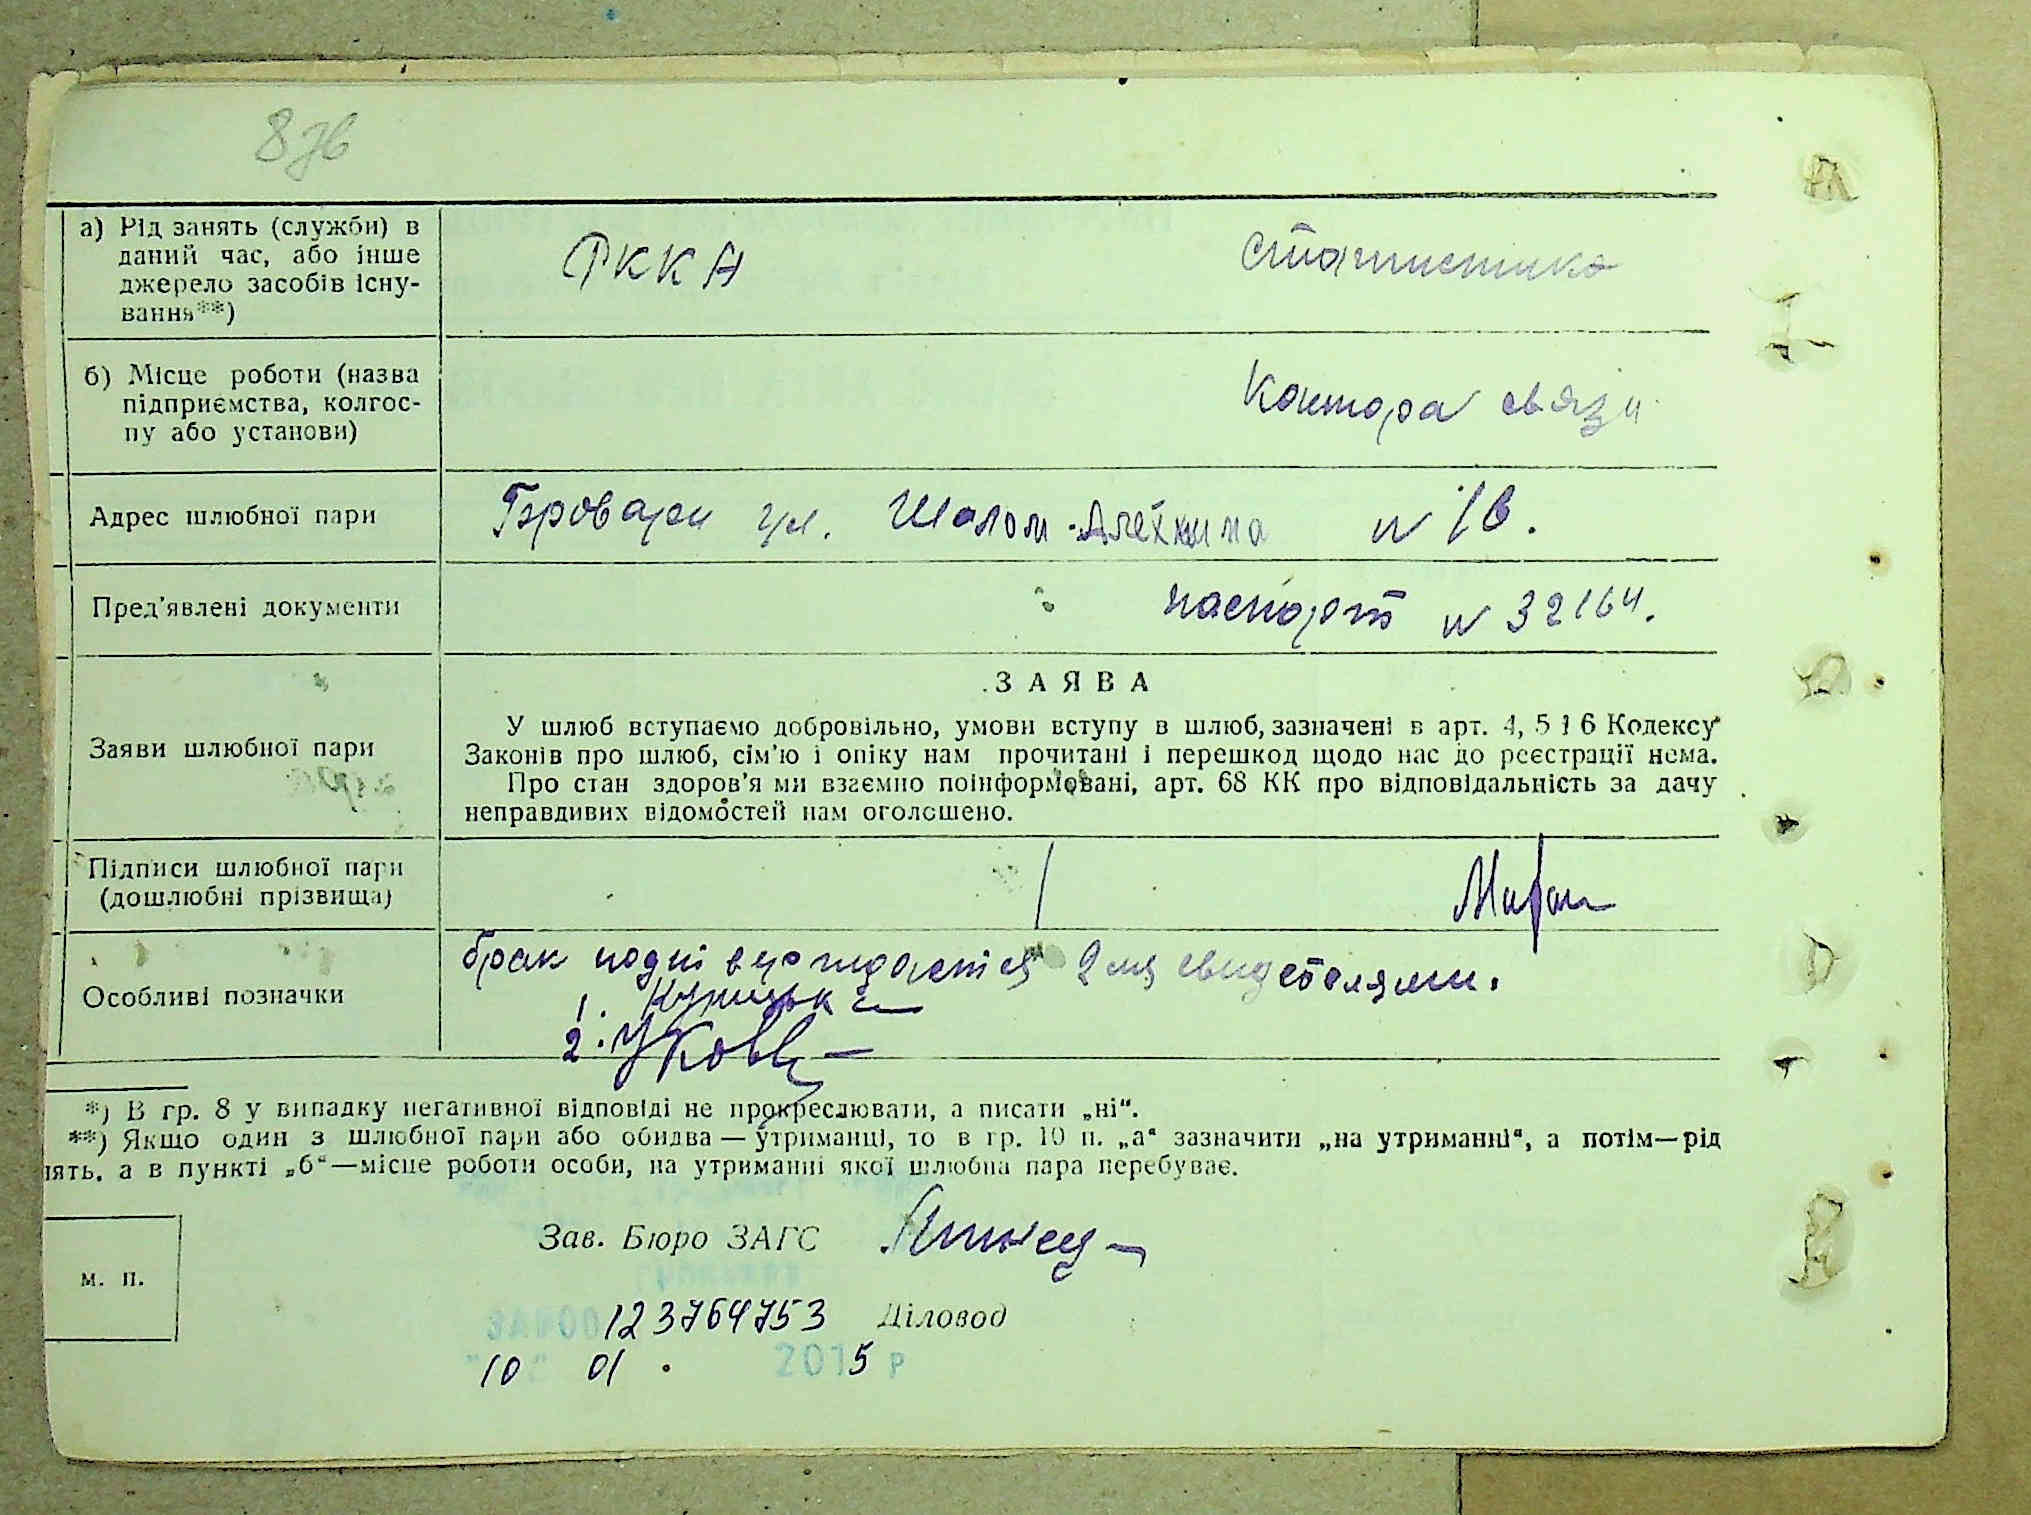 87б
а) Рід занять (служби) в
даний час, або інше
джерело засобів існу-
вання**)
РККА статистика
б) Місце роботи (назва
підприємства, колгос-
пу або установи)
Контора связи
Адрес шлюбної пари
Бровари ул. Шолом-Алейхима № 16.
Пред’явлені документи
паспорт № 32164.
ЗАЯВА
Заяви шлюбної пари
У шлюб вступаємо добровільно, умови вступу в шлюб, зазначені в арт. 4, 5 і 6 Кодексу
Законів про шлюб, сім’ю і опіку нам прочитані і перешкод щодо нас до реєстрації нема.
Про стан здоров’я ми взаємно поінформовані, арт. 68 КК про відповідальність за дачу
неправдивих відомостей нам оголошено.
Підписи шлюбної пари
(дошлюбні прізвища)
Особливі позначки
брак подтверждается 2мя свидетелями.
1.
2.
*) В гр. 8 у випадку негативної відповіді не прокреслювати, а писати „ні“.
**) Якщо один з шлюбної пари або обидва — утриманці, то в гр. 10 п. „а“ зазначити „на утриманні“, а потім—рід
нять, а в пункті „б“—місце роботи особи, на утриманні якої шлюбна пара перебуває.
Зав. Бюро ЗАГС
м. п.
123764753 Діловод
10 01 2015 р